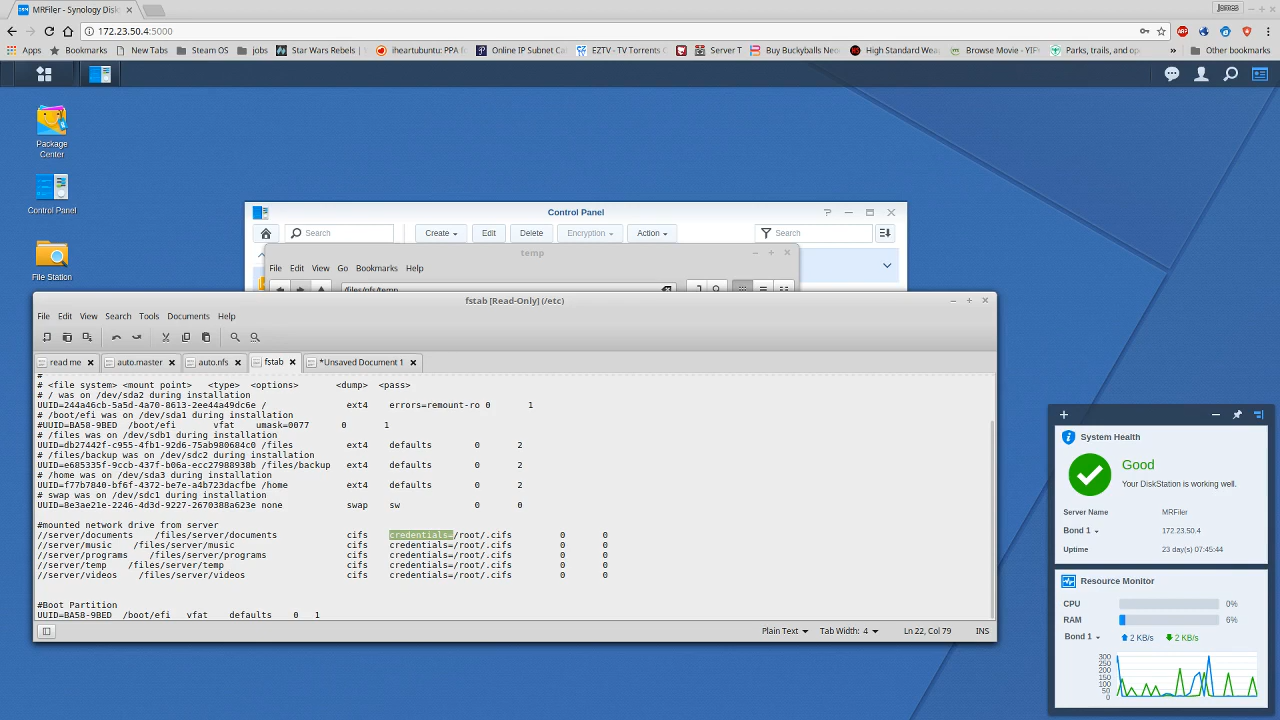 MRFiler - Synology Disk
James
172.23.50.4:5000
Apps Bookmarks New Tabs Steam OS jobs Star Wars Rebels | iheartubuntu PPA Online IP Subnet Cal EZTV - TV Torrents Server T Buy Buckyballs Neo High Standard Weap Browse Movie - YIF Parks, trails, and ope » Other bookmarks
Package
Center
Control Panel
File Station
Control Panel
Search Create Edit Delete Encryption Action Search
temp
File Edit View Go Bookmarks Help
/files/nfs/temp
fstab [Read-Only] (/etc)
File Edit View Search Tools Documents Help
read me auto.master auto.nfs fstab *Unsaved Document 1
#
# <file system> <mount point> <type> <options> <dump> <pass>
# / was on /dev/sda2 during installation
UUID=244a46cb-5a5d-4a70-8613-2ee44a49dc6e / ext4 errors=remount-ro 0 1
# /boot/efi was on /dev/sda1 during installation
#UUID=BA58-9BED /boot/efi vfat umask=0077 0 1
# /files was on /dev/sdb1 during installation
UUID=db27442f-c955-4fb1-92d6-75ab980684c0 /files ext4 defaults 0 2
# /files/backup was on /dev/sdc2 during installation
UUID=e685335f-9ccb-437f-b06a-ecc27988938b /files/backup ext4 defaults 0 2
# /home was on /dev/sda3 during installation
UUID=f77b7840-bf6f-4372-be7e-a4b723dacfbe /home ext4 defaults 0 2
# swap was on /dev/sdc1 during installation
UUID=8e3ae21e-2246-4d3d-9227-2670388a623e none swap sw 0 0
#mounted network drive from server
//server/documents /files/server/documents cifs credentials=/root/.cifs 0 0
//server/music /files/server/music cifs credentials=/root/.cifs 0 0
//server/programs /files/server/programs cifs credentials=/root/.cifs 0 0
//server/temp /files/server/temp cifs credentials=/root/.cifs 0 0
//server/videos /files/server/videos cifs credentials=/root/.cifs 0 0
#Boot Partition
UUID=BA58-9BED /boot/efi vfat defaults 0 1
Plain Text Tab Width: 4 Ln 22, Col 79 INS
System Health
Good
Your DiskStation is working well.
Server Name MRFiler
Bond 1 172.23.50.4
Uptime 23 day(s) 07:45:44
Resource Monitor
CPU 0%
RAM 6%
Bond 1 2 KB/s 2 KB/s
300
250
200
150
100
50
0